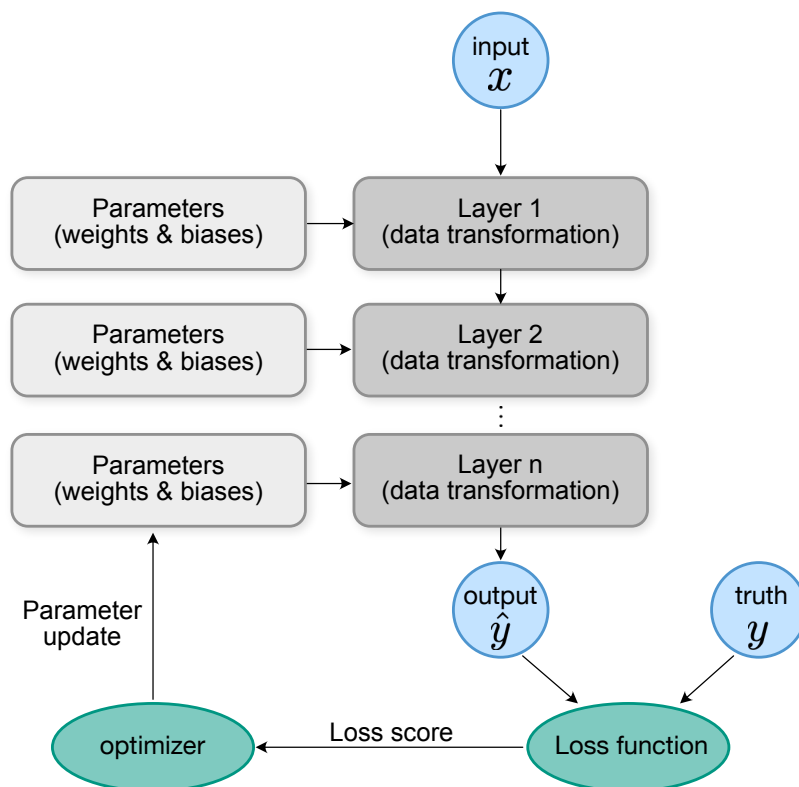 input
x
Parameters
(weights & biases)
Layer 1
(data transformation)
Parameters
(weights & biases)
Layer 2
(data transformation)
⋮
Parameters
(weights & biases)
Layer n
(data transformation)
output
ŷ
truth
y
Parameter
update
optimizer
Loss score
Loss function